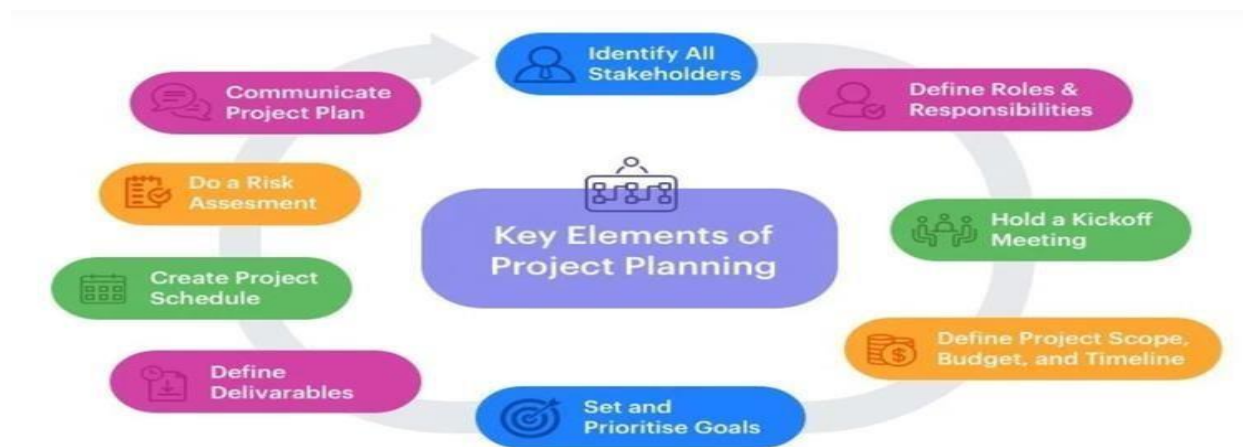 Identify All
Stakeholders
Define Roles &
Responsibilities
Hold a Kickoff
Meeting
Define Project Scope,
Budget, and Timeline
Set and
Prioritise Goals
Define
Delivarables
Create Project
Schedule
Do a Risk
Assesment
Communicate
Project Plan
Key Elements of
Project Planning